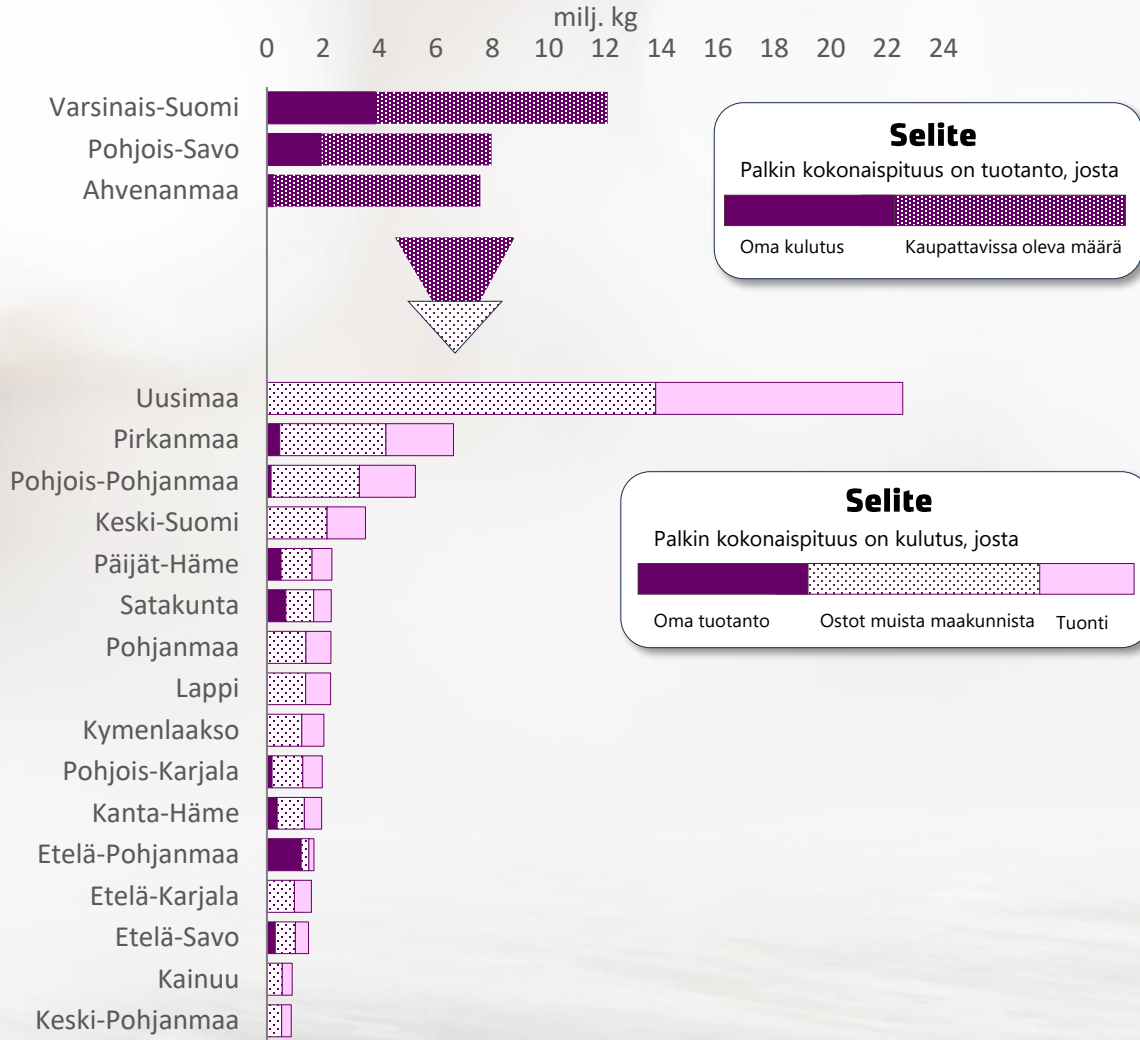 milj. kg
0 2 4 6 8 10 12 14 16 18 20 22 24
Varsinais-Suomi
Pohjois-Savo
Ahvenanmaa
Selite
Palkin kokonaispituus on tuotanto, josta
Oma kulutus Kaupattavissa oleva määrä
Uusimaa
Pirkanmaa
Pohjois-Pohjanmaa
Keski-Suomi
Päijät-Häme
Satakunta
Pohjanmaa
Lappi
Kymenlaakso
Pohjois-Karjala
Kanta-Häme
Etelä-Pohjanmaa
Etelä-Karjala
Etelä-Savo
Kainuu
Keski-Pohjanmaa
Selite
Palkin kokonaispituus on kulutus, josta
Oma tuotanto Ostot muista maakunnista Tuonti